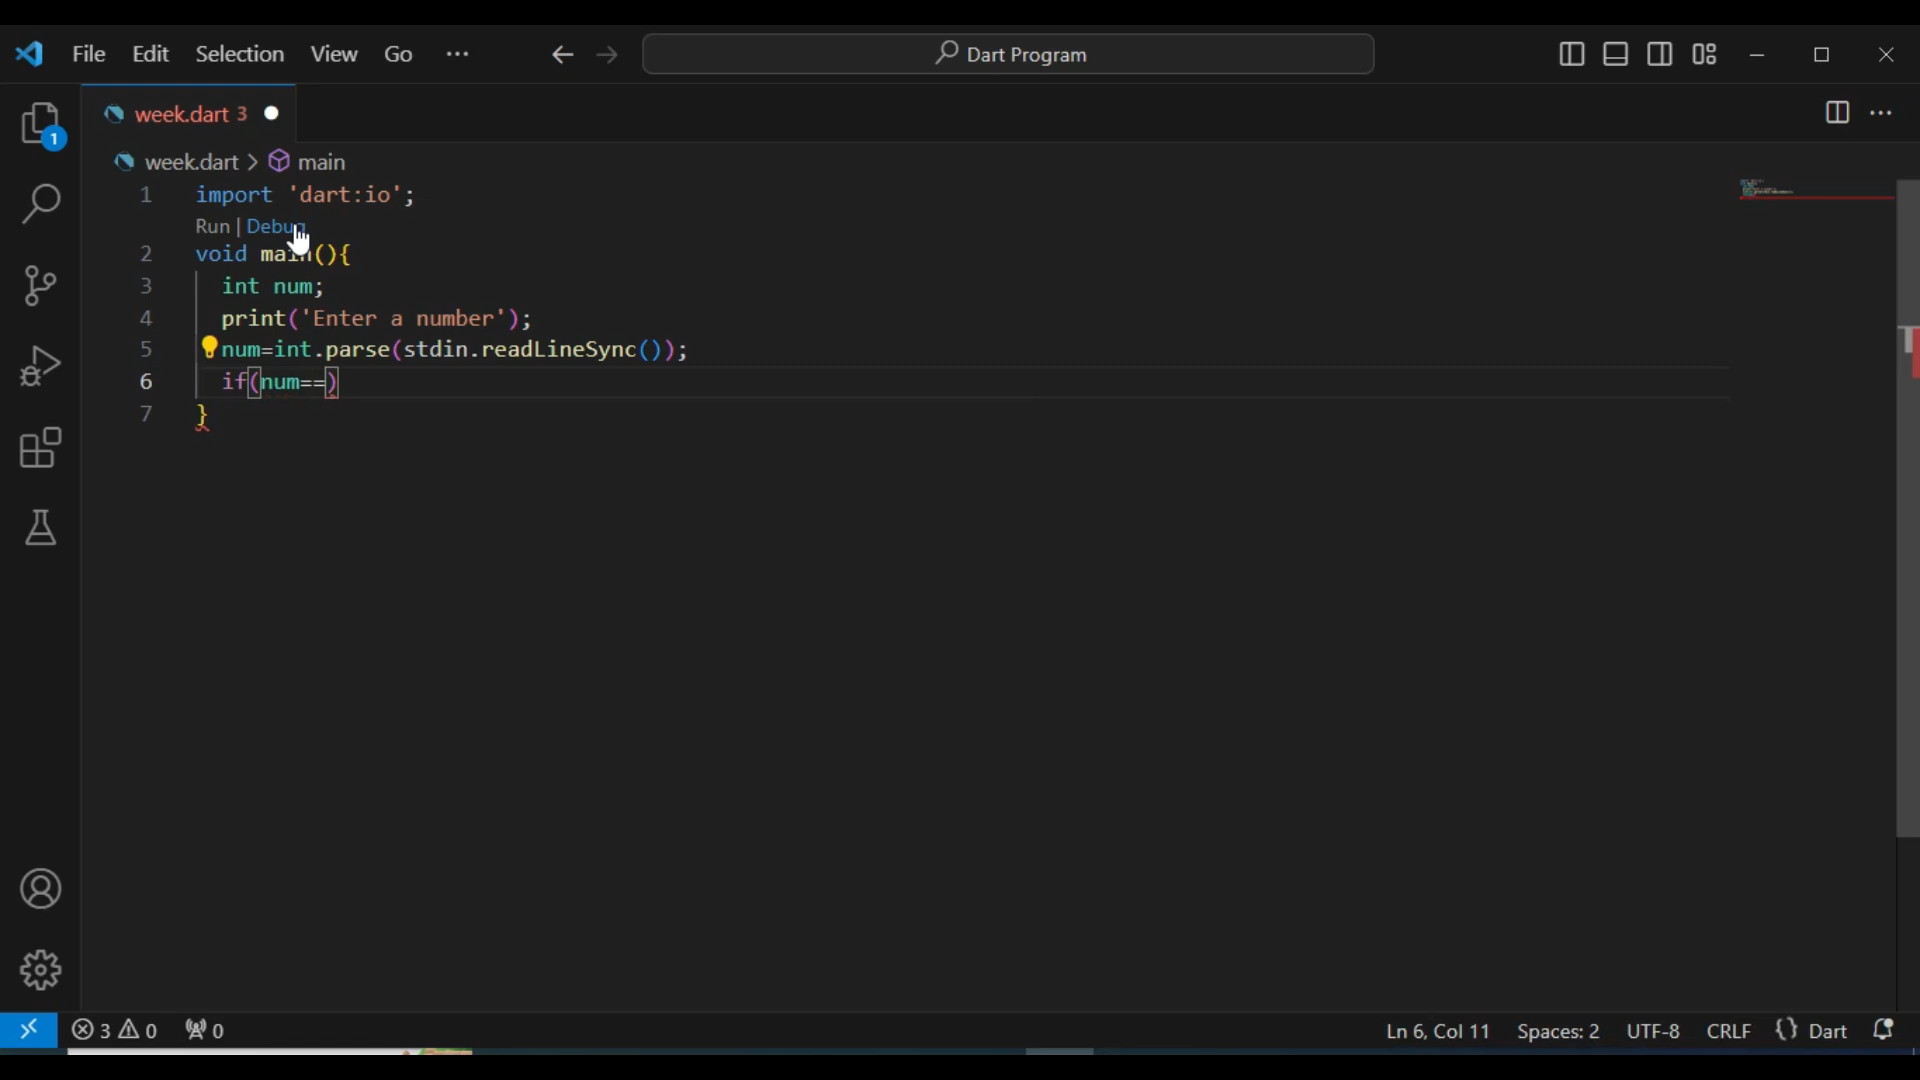 File Edit Selection View Go ··· Dart Program
week.dart 3
1
week.dart > main
1 import 'dart:io';
Run | Debug
2 void main(){
3 int num;
4 print('Enter a number');
5 num=int.parse(stdin.readLineSync());
6 if(num==)
7 }
3 0 0 Ln 6, Col 11 Spaces: 2 UTF-8 CRLF {} Dart